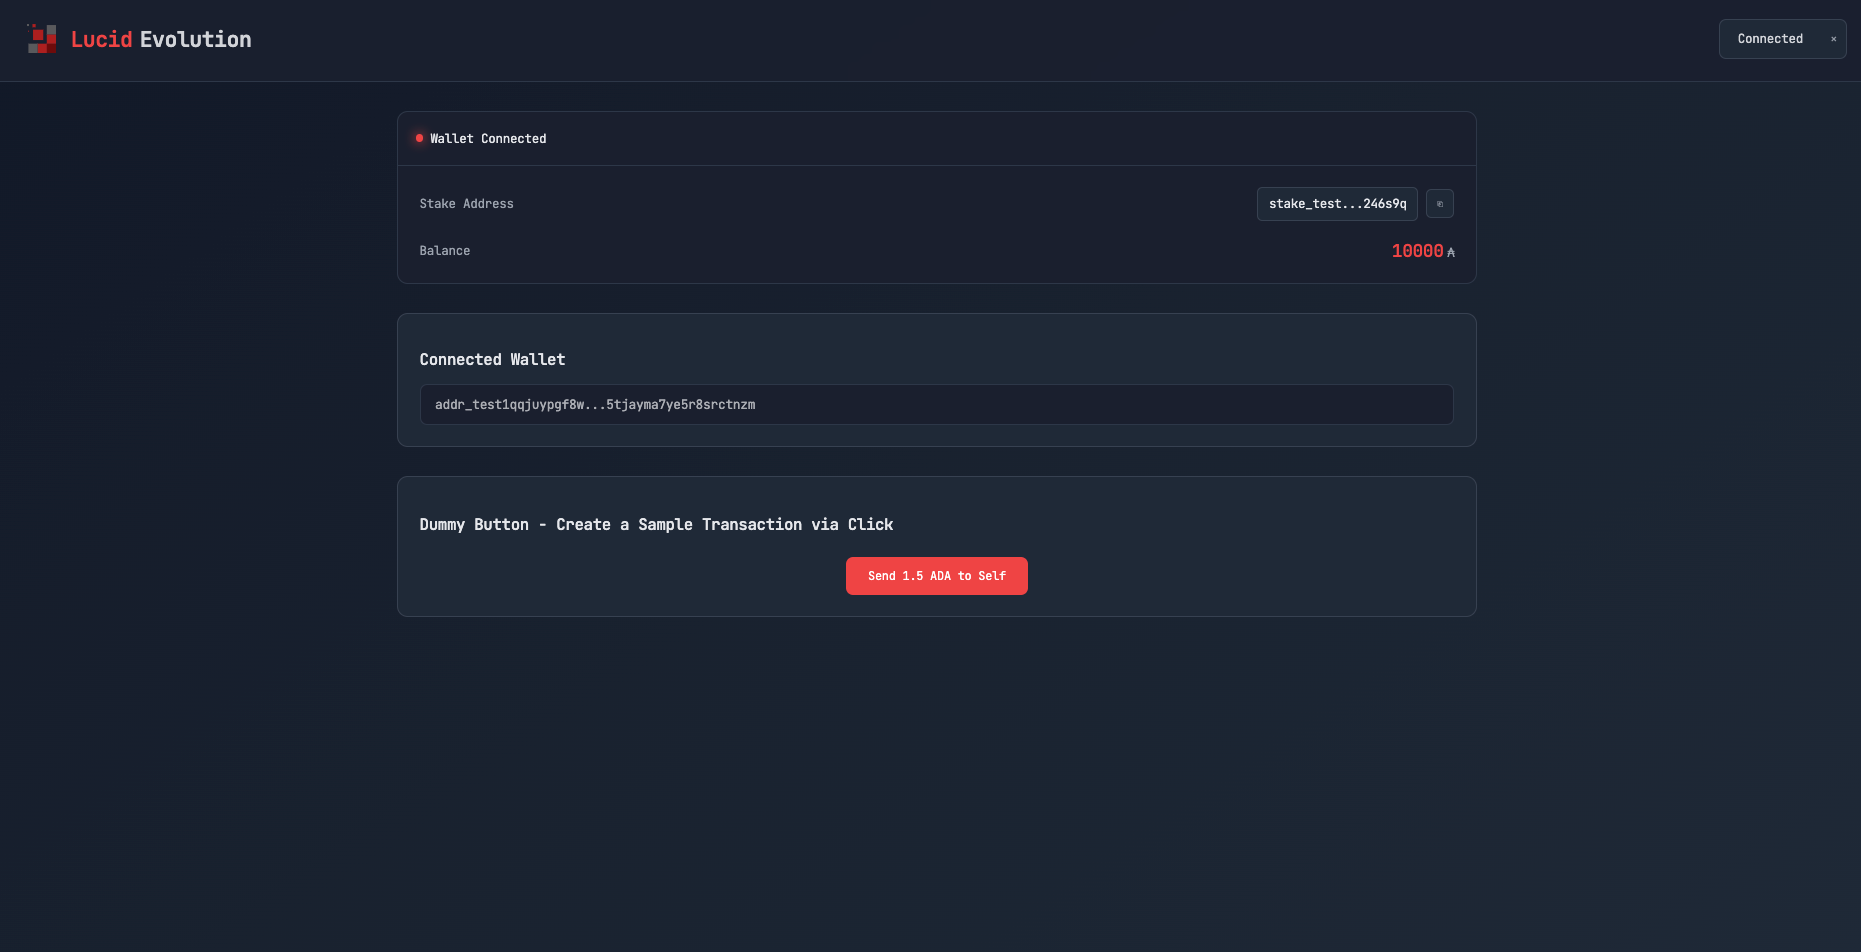 Lucid Evolution
Connected ×
Wallet Connected
Stake Address
stake_test...246s9q
Balance
10000 ₳
Connected Wallet
addr_test1qqjuypgf8w...5tjayma7ye5r8srctnzm
Dummy Button - Create a Sample Transaction via Click
Send 1.5 ADA to Self